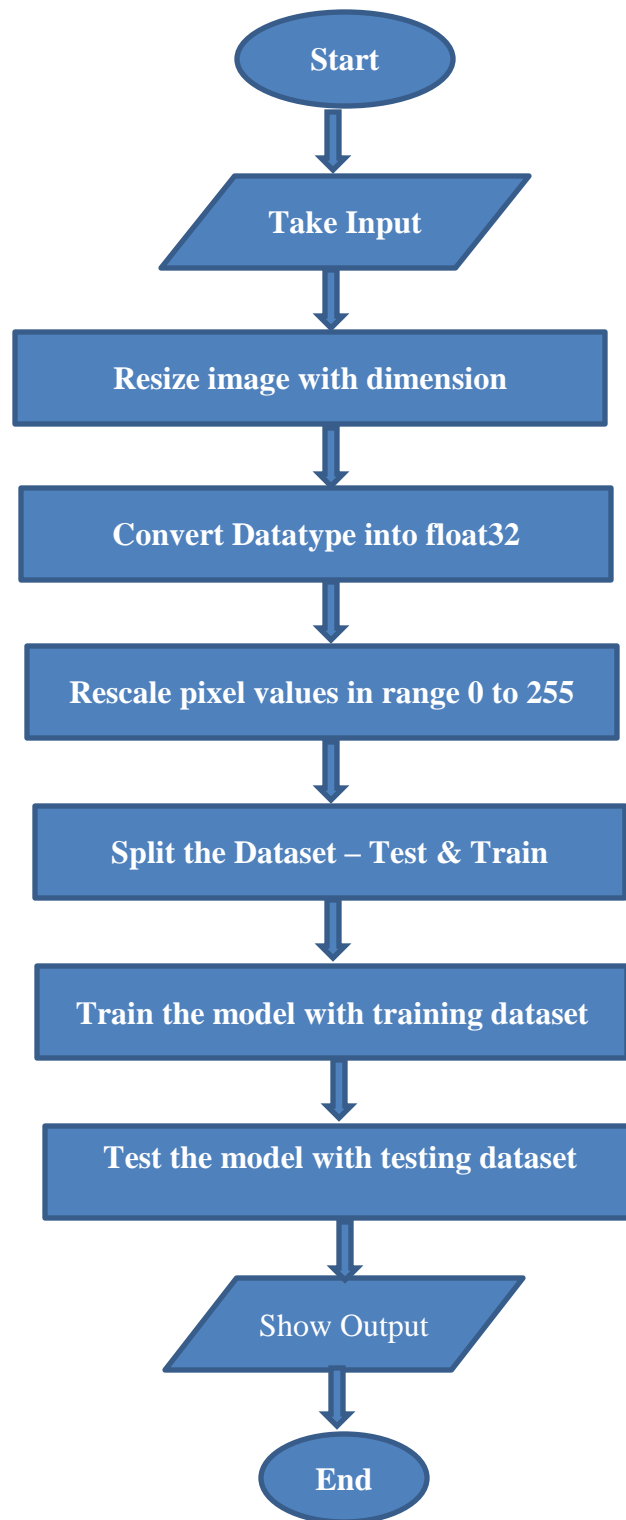 Start
Take Input
Resize image with dimension
Convert Datatype into float32
Rescale pixel values in range 0 to 255
Split the Dataset – Test & Train
Train the model with training dataset
Test the model with testing dataset
Show Output
End